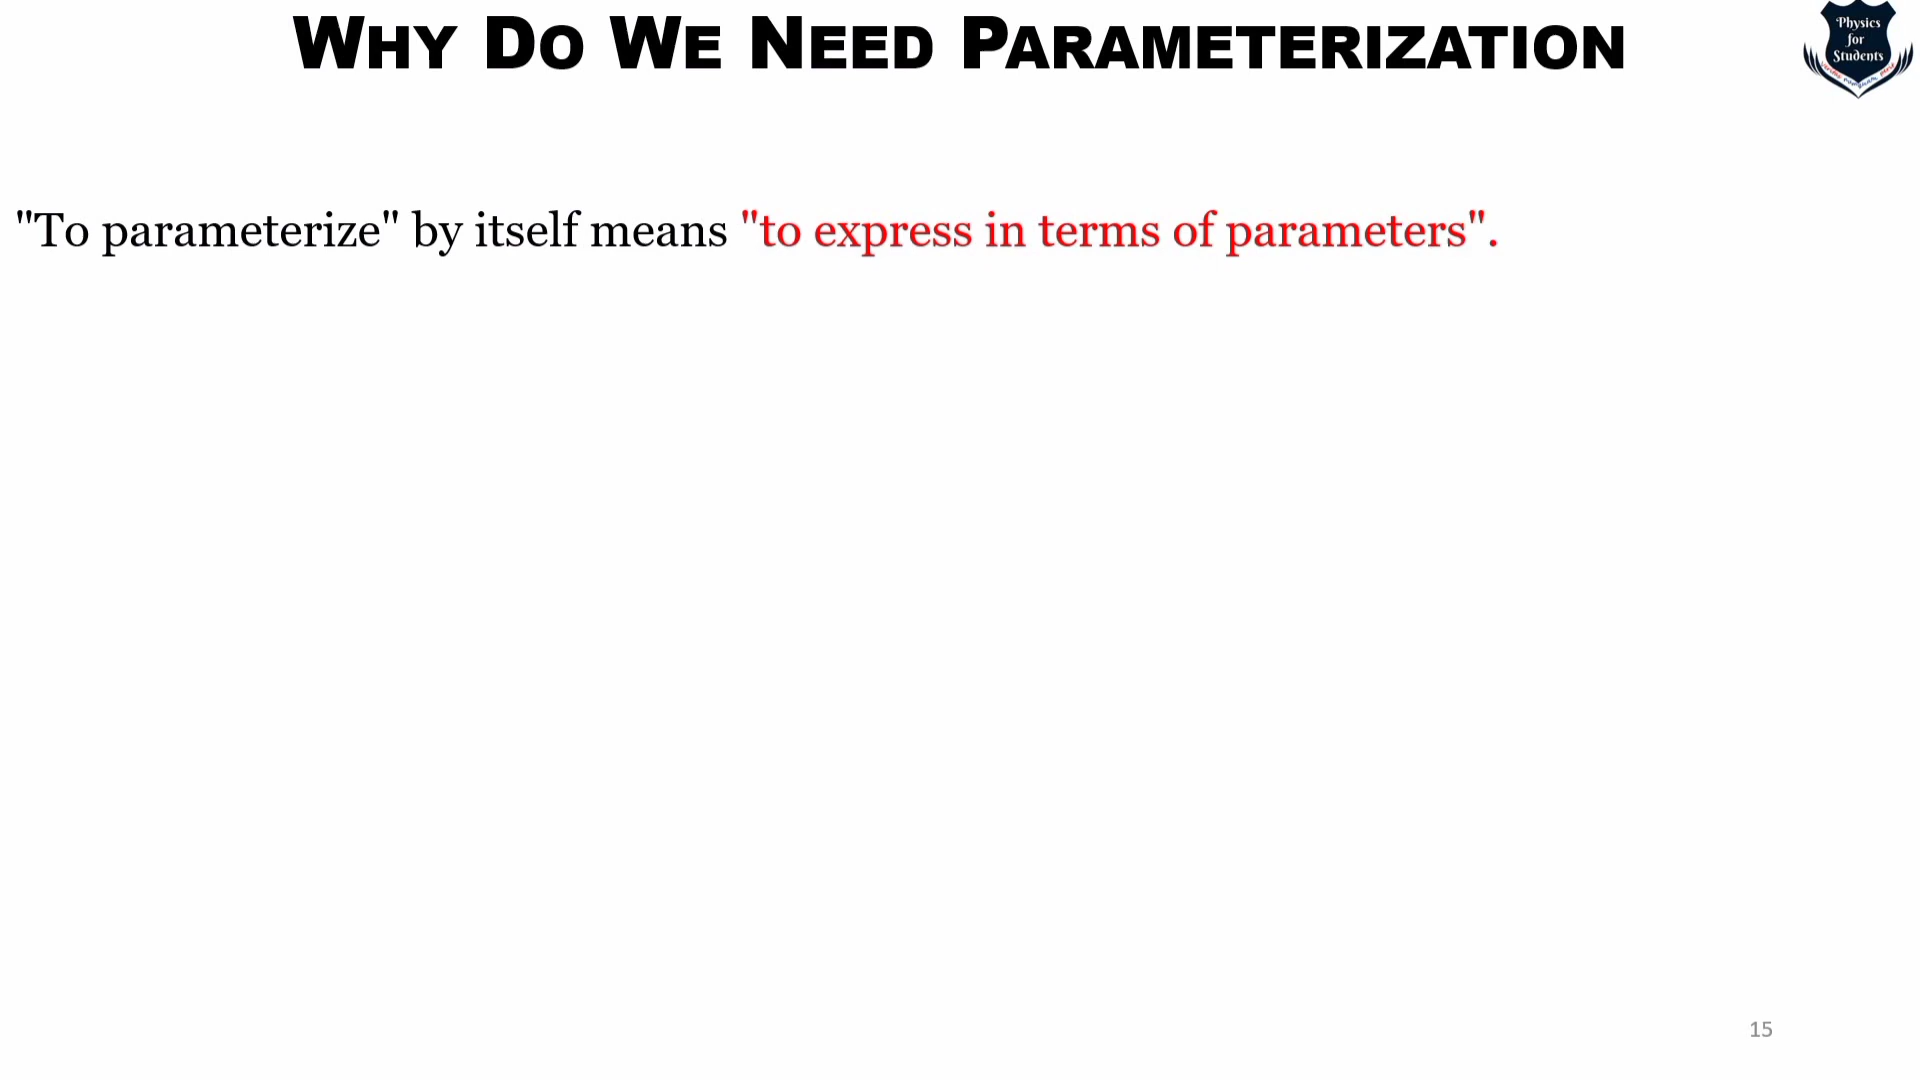 WHY DO WE NEED PARAMETERIZATION
Physics
for
Students
"To parameterize" by itself means "to express in terms of parameters".
15